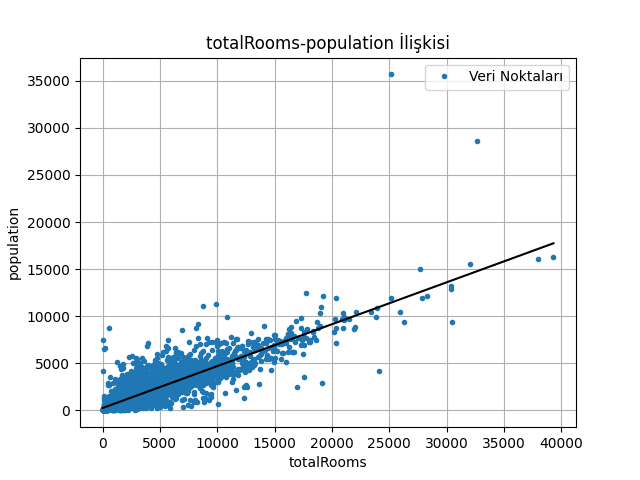 totalRooms-population İlişkisi
Veri Noktaları
population
35000
30000
25000
20000
15000
10000
5000
0
0 5000 10000 15000 20000 25000 30000 35000 40000
totalRooms